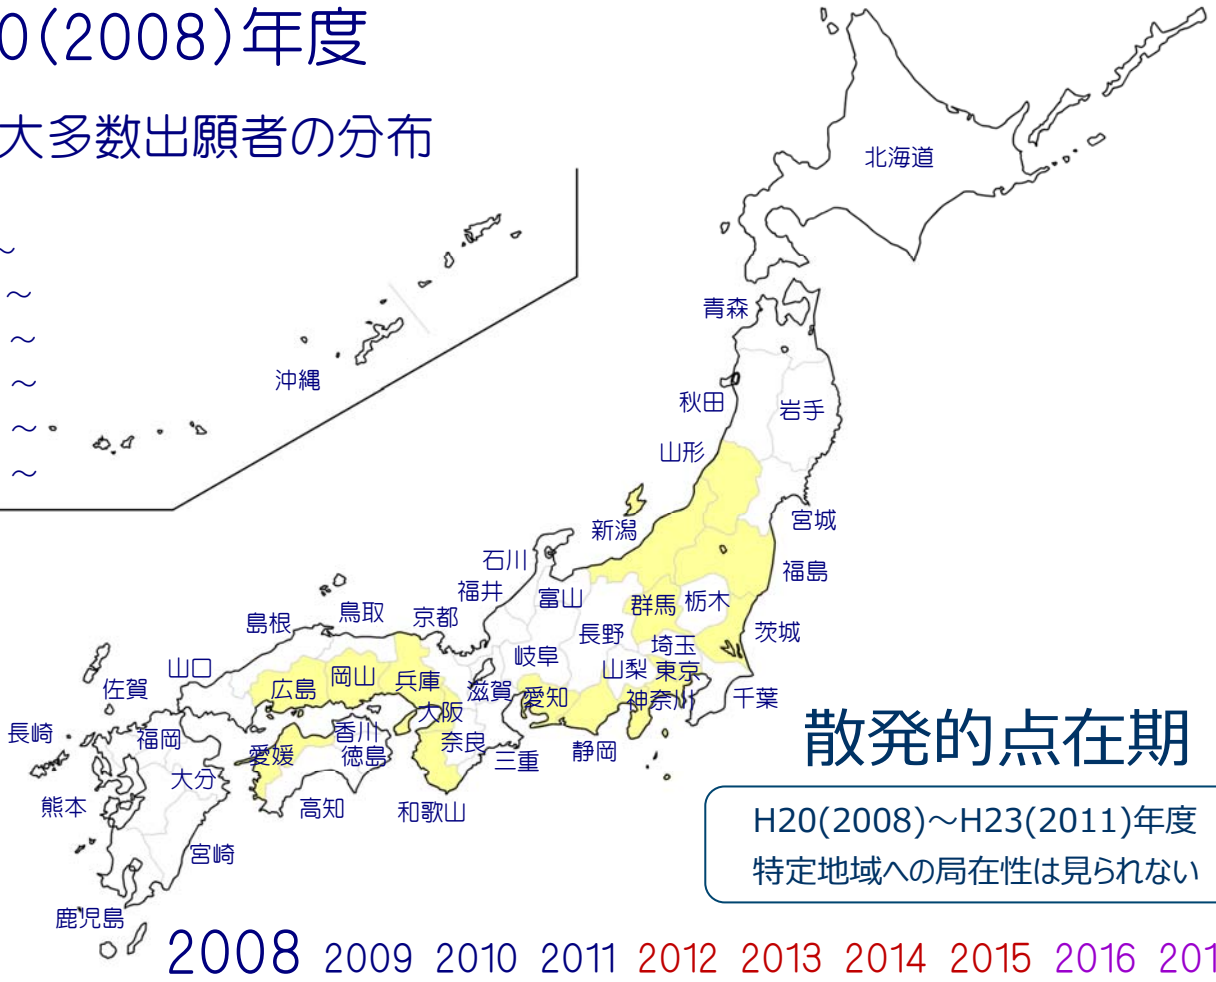 0(2008)年度
大多数出願者の分布
～
～
～
～
～
～
北海道
青森
沖縄
秋田
岩手
山形
宮城
新潟
石川
福島
福井
富山
群馬
栃木
島根
鳥取
京都
長野
埼玉
茨城
山口
岐阜
山梨
東京
佐賀
広島
岡山
兵庫
滋賀
愛知
神奈川
千葉
長崎
福岡
大阪
香川
奈良
静岡
愛媛
徳島
三重
大分
熊本
高知
和歌山
宮崎
鹿児島
散発的点在期
H20(2008)～H23(2011)年度
特定地域への局在性は見られない
2008 2009 2010 2011 2012 2013 2014 2015 2016 201